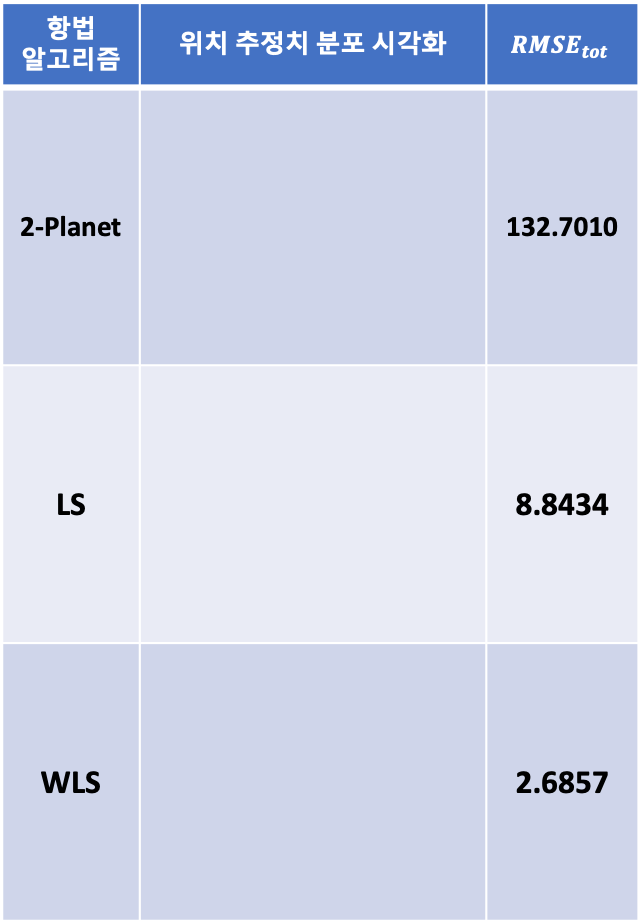 항법
알고리즘
위치 추정치 분포 시각화
RMSE_tot
2-Planet
132.7010
LS
8.8434
WLS
2.6857